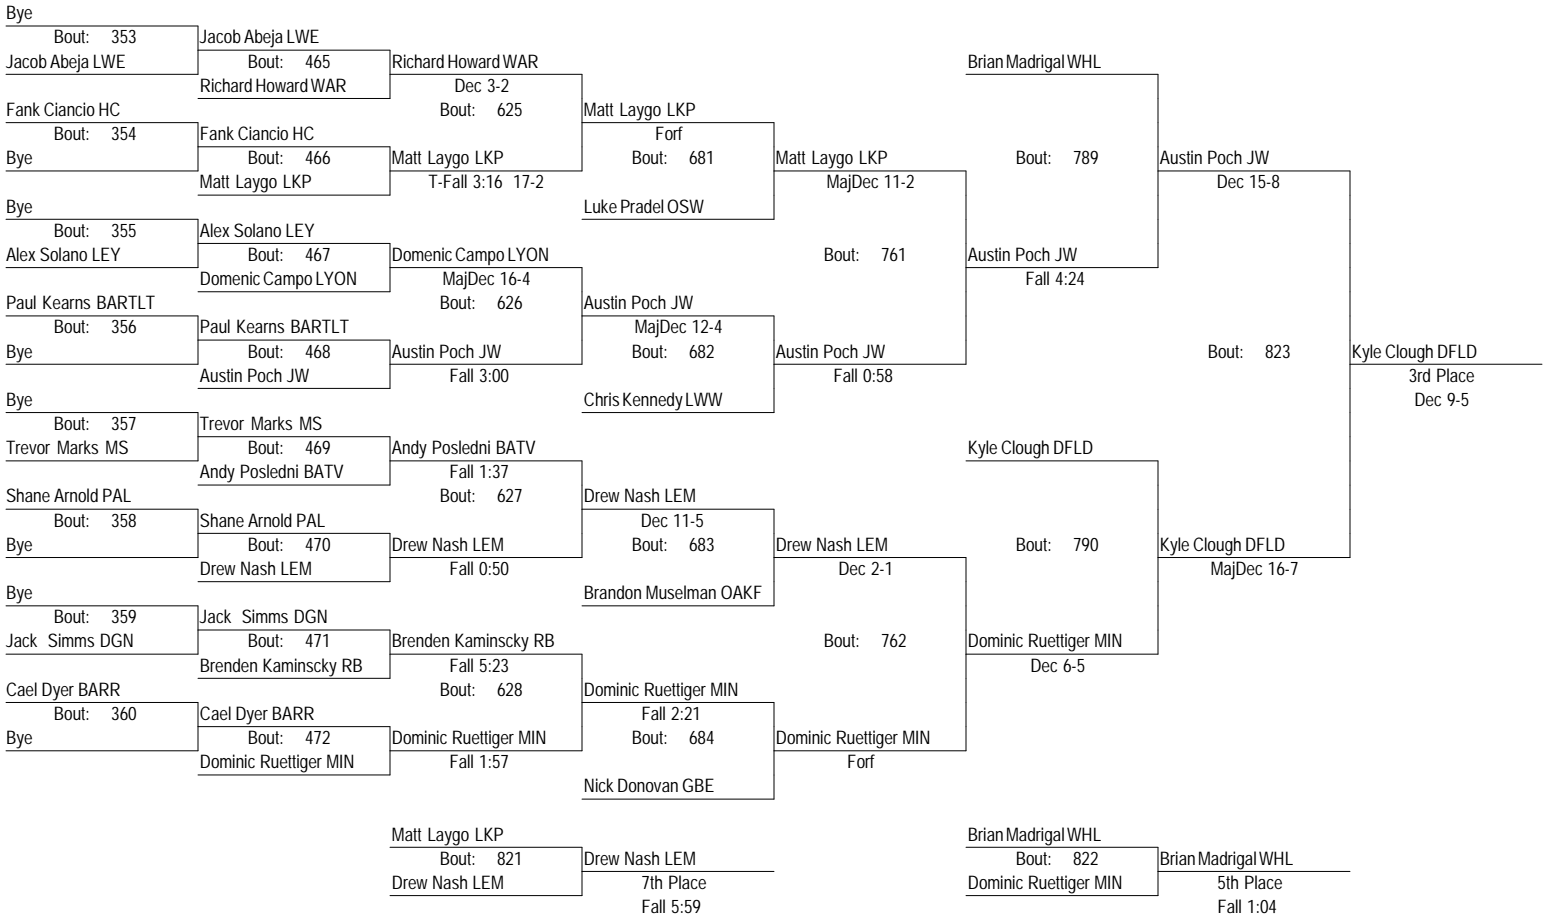 Bye
Bout: 353 Jacob Abeja LWE
Jacob Abeja LWE Bout: 465 Richard Howard WAR Brian Madrigal WHL
Richard Howard WAR Dec 3-2
Fank Ciancio HC Bout: 625 Matt Laygo LKP
Bout: 354 Fank Ciancio HC Forf
Bye Bout: 466 Matt Laygo LKP Bout: 681 Matt Laygo LKP Bout: 789 Austin Poch JW
Matt Laygo LKP T-Fall 3:16 17-2 MajDec 11-2 Dec 15-8
Bye Luke Pradel OSW
Bout: 355 Alex Solano LEY
Alex Solano LEY Bout: 467 Domenic Campo LYON Bout: 761 Austin Poch JW
Domenic Campo LYON MajDec 16-4 Fall 4:24
Paul Kearns BARTLT Bout: 626 Austin Poch JW
Bout: 356 Paul Kearns BARTLT MajDec 12-4
Bye Bout: 468 Austin Poch JW Bout: 682 Austin Poch JW Bout: 823 Kyle Clough DFLD
Austin Poch JW Fall 3:00 Fall 0:58 3rd Place
Bye Chris Kennedy LWW Dec 9-5
Bout: 357 Trevor Marks MS
Trevor Marks MS Bout: 469 Andy Posledni BATV Kyle Clough DFLD
Andy Posledni BATV Fall 1:37
Shane Arnold PAL Bout: 627 Drew Nash LEM
Bout: 358 Shane Arnold PAL Dec 11-5
Bye Bout: 470 Drew Nash LEM Bout: 683 Drew Nash LEM Bout: 790 Kyle Clough DFLD
Drew Nash LEM Fall 0:50 Dec 2-1 MajDec 16-7
Bye Brandon Muselman OAKF
Bout: 359 Jack Simms DGN
Jack Simms DGN Bout: 471 Brenden Kaminscky RB Bout: 762 Dominic Ruettiger MIN
Brenden Kaminscky RB Fall 5:23 Dec 6-5
Cael Dyer BARR Bout: 628 Dominic Ruettiger MIN
Bout: 360 Cael Dyer BARR Fall 2:21
Bye Bout: 472 Dominic Ruettiger MIN Bout: 684 Dominic Ruettiger MIN
Dominic Ruettiger MIN Fall 1:57 Forf
Nick Donovan GBE
Matt Laygo LKP Brian Madrigal WHL
Bout: 821 Drew Nash LEM Bout: 822 Brian Madrigal WHL
Drew Nash LEM 7th Place Dominic Ruettiger MIN 5th Place
Fall 5:59 Fall 1:04